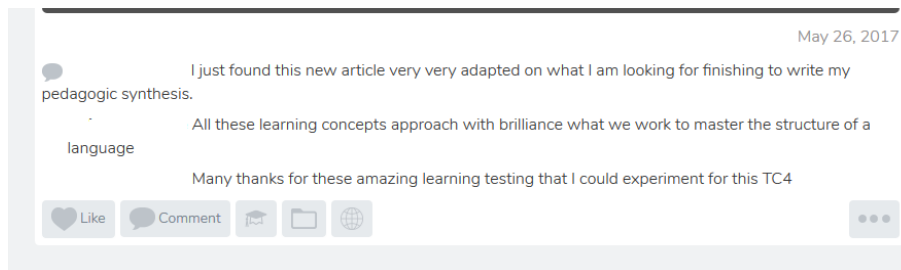 May 26, 2017
I just found this new article very very adapted on what I am looking for finishing to write my
pedagogic synthesis.
All these learning concepts approach with brilliance what we work to master the structure of a
language
Many thanks for these amazing learning testing that I could experiment for this TC4
Like Comment